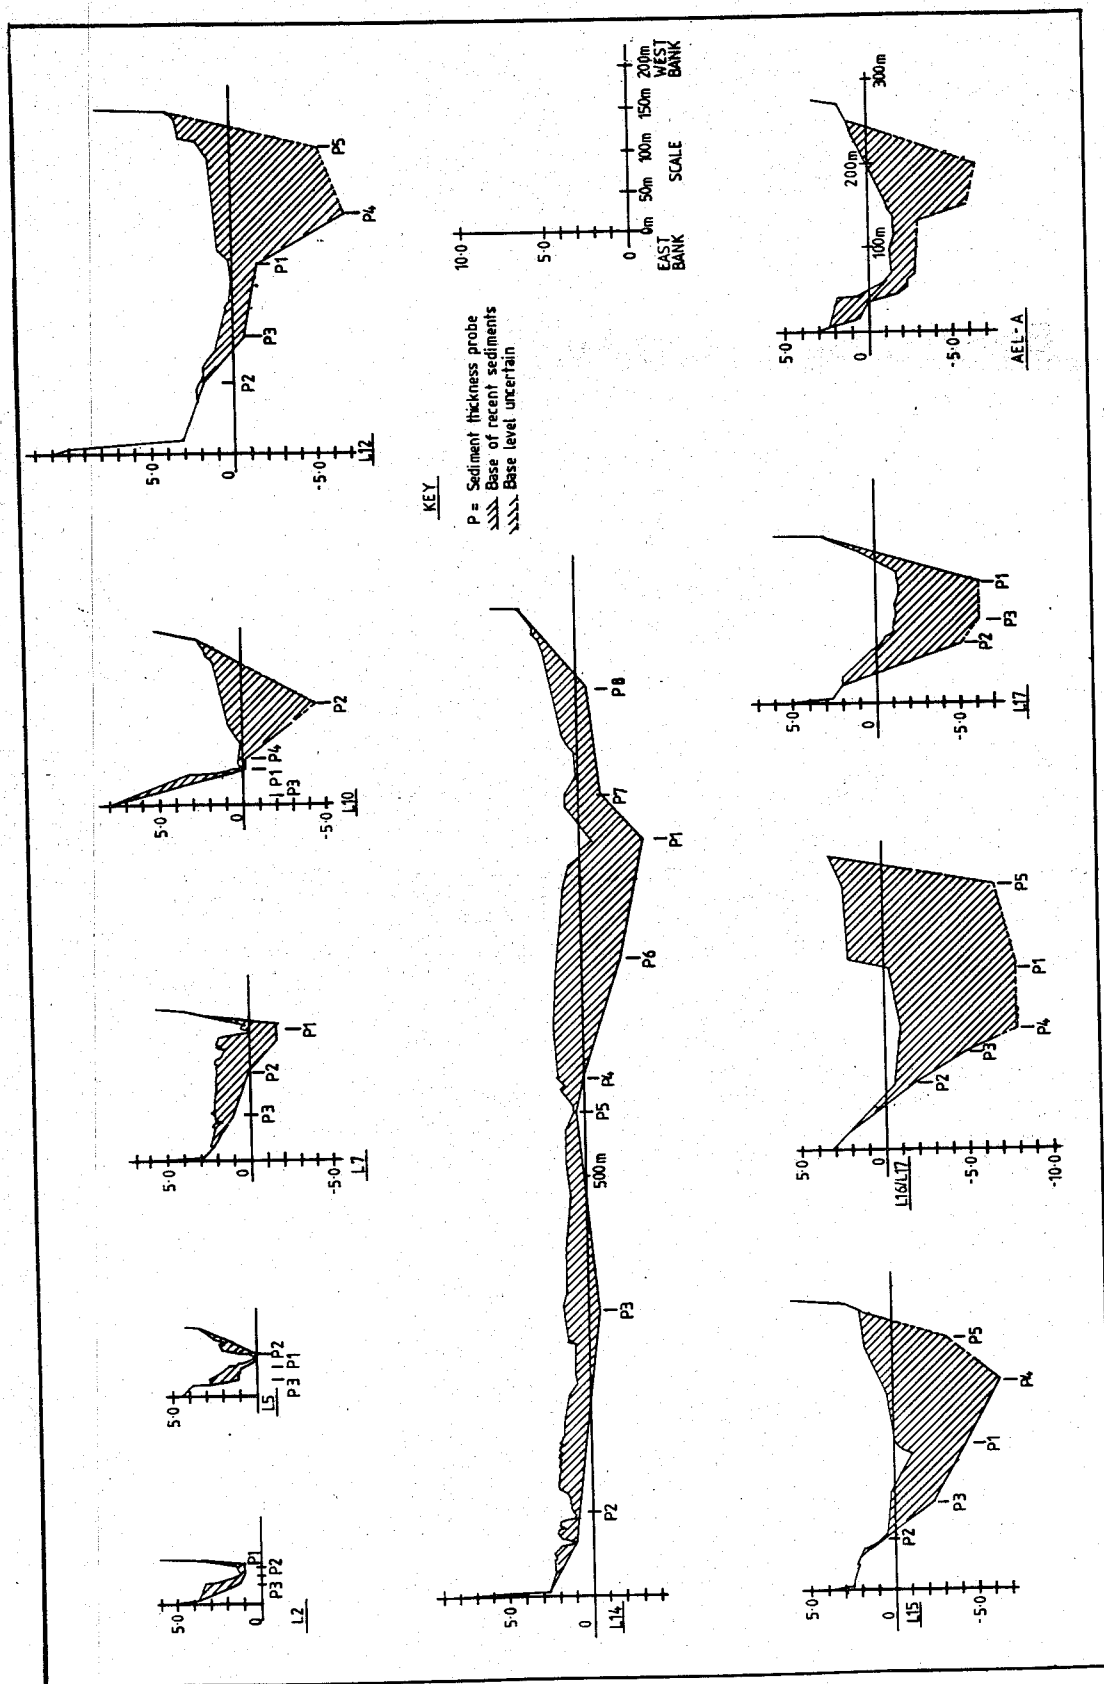 5·0
0
L2
P3
P2
P1
5·0
L5
P3
P1
P2
5·0
0
-5·0
L7
P3
P2
P1
5·0
0
-5·0
L10
P3
P1
P4
P2
5·0
0
-5·0
L12
P2
P3
P1
P4
P5
5·0
0
L14
P2
P3
500m
P5
P4
P6
P1
P7
P8
KEY
P = Sediment thickness probe
Base of recent sediments
Base level uncertain
10·0
5·0
0
0m 50m 100m 150m 200m
EAST BANK
SCALE
WEST BANK
5·0
0
-5·0
L15
P2
P3
P1
P4
P5
5·0
0
-5·0
-10·0
L16/L17
P2
P3
P4
P1
P5
5·0
0
-5·0
L17
P2
P3
P1
5·0
0
-5·0
AEL-A
100m
200m
300m